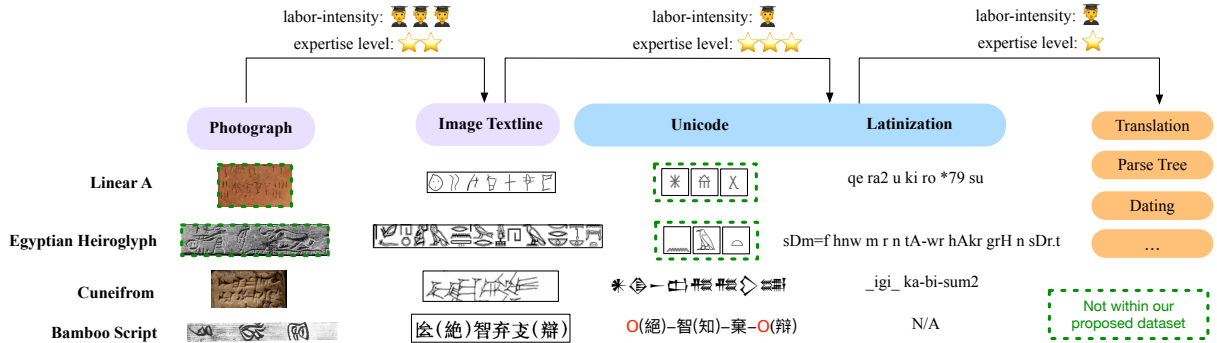 labor-intensity: 👨‍🎓👨‍🎓👨‍🎓
expertise level: ⭐⭐
labor-intensity: 👨‍🎓
expertise level: ⭐⭐⭐
labor-intensity: 👨‍🎓
expertise level: ⭐
Photograph
Image Textline
Unicode
Latinization
Translation
Parse Tree
Dating
...
Linear A
qe ra2 u ki ro *79 su
Egyptian Heiroglyph
sDm=f hnw m r n tA-wr hAkr grH n sDr.t
Cuneifrom
_igi_ ka-bi-sum2
Bamboo Script
(絕)智弃(辯)
O(絕)–智(知)–棄–O(辯)
N/A
Not within our
proposed dataset